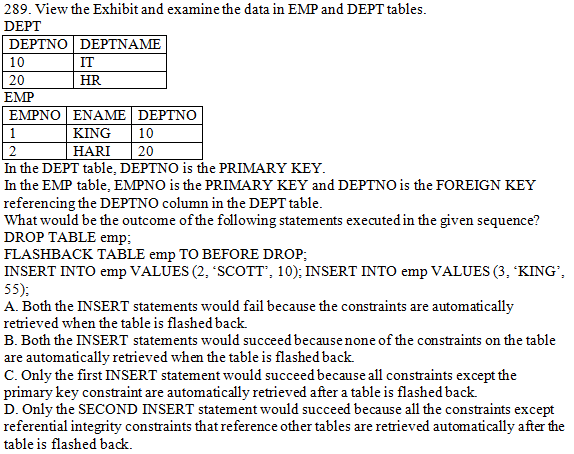 289. View the Exhibit and examine the data in EMP and DEPT tables.
DEPT
DEPTNO DEPTNAME
10 IT
20 HR
EMP
EMPNO ENAME DEPTNO
1 KING 10
2 HARI 20
In the DEPT table, DEPTNO is the PRIMARY KEY.
In the EMP table, EMPNO is the PRIMARY KEY and DEPTNO is the FOREIGN KEY
referencing the DEPTNO column in the DEPT table.
What would be the outcome of the following statements executed in the given sequence?
DROP TABLE emp;
FLASHBACK TABLE emp TO BEFORE DROP;
INSERT INTO emp VALUES (2, ‘SCOTT’, 10); INSERT INTO emp VALUES (3, ‘KING’,
55);
A. Both the INSERT statements would fail because the constraints are automatically
retrieved when the table is flashed back.
B. Both the INSERT statements would succeed because none of the constraints on the table
are automatically retrieved when the table is flashed back.
C. Only the first INSERT statement would succeed because all constraints except the
primary key constraint are automatically retrieved after a table is flashed back.
D. Only the SECOND INSERT statement would succeed because all the constraints except
referential integrity constraints that reference other tables are retrieved automatically after the
table is flashed back.